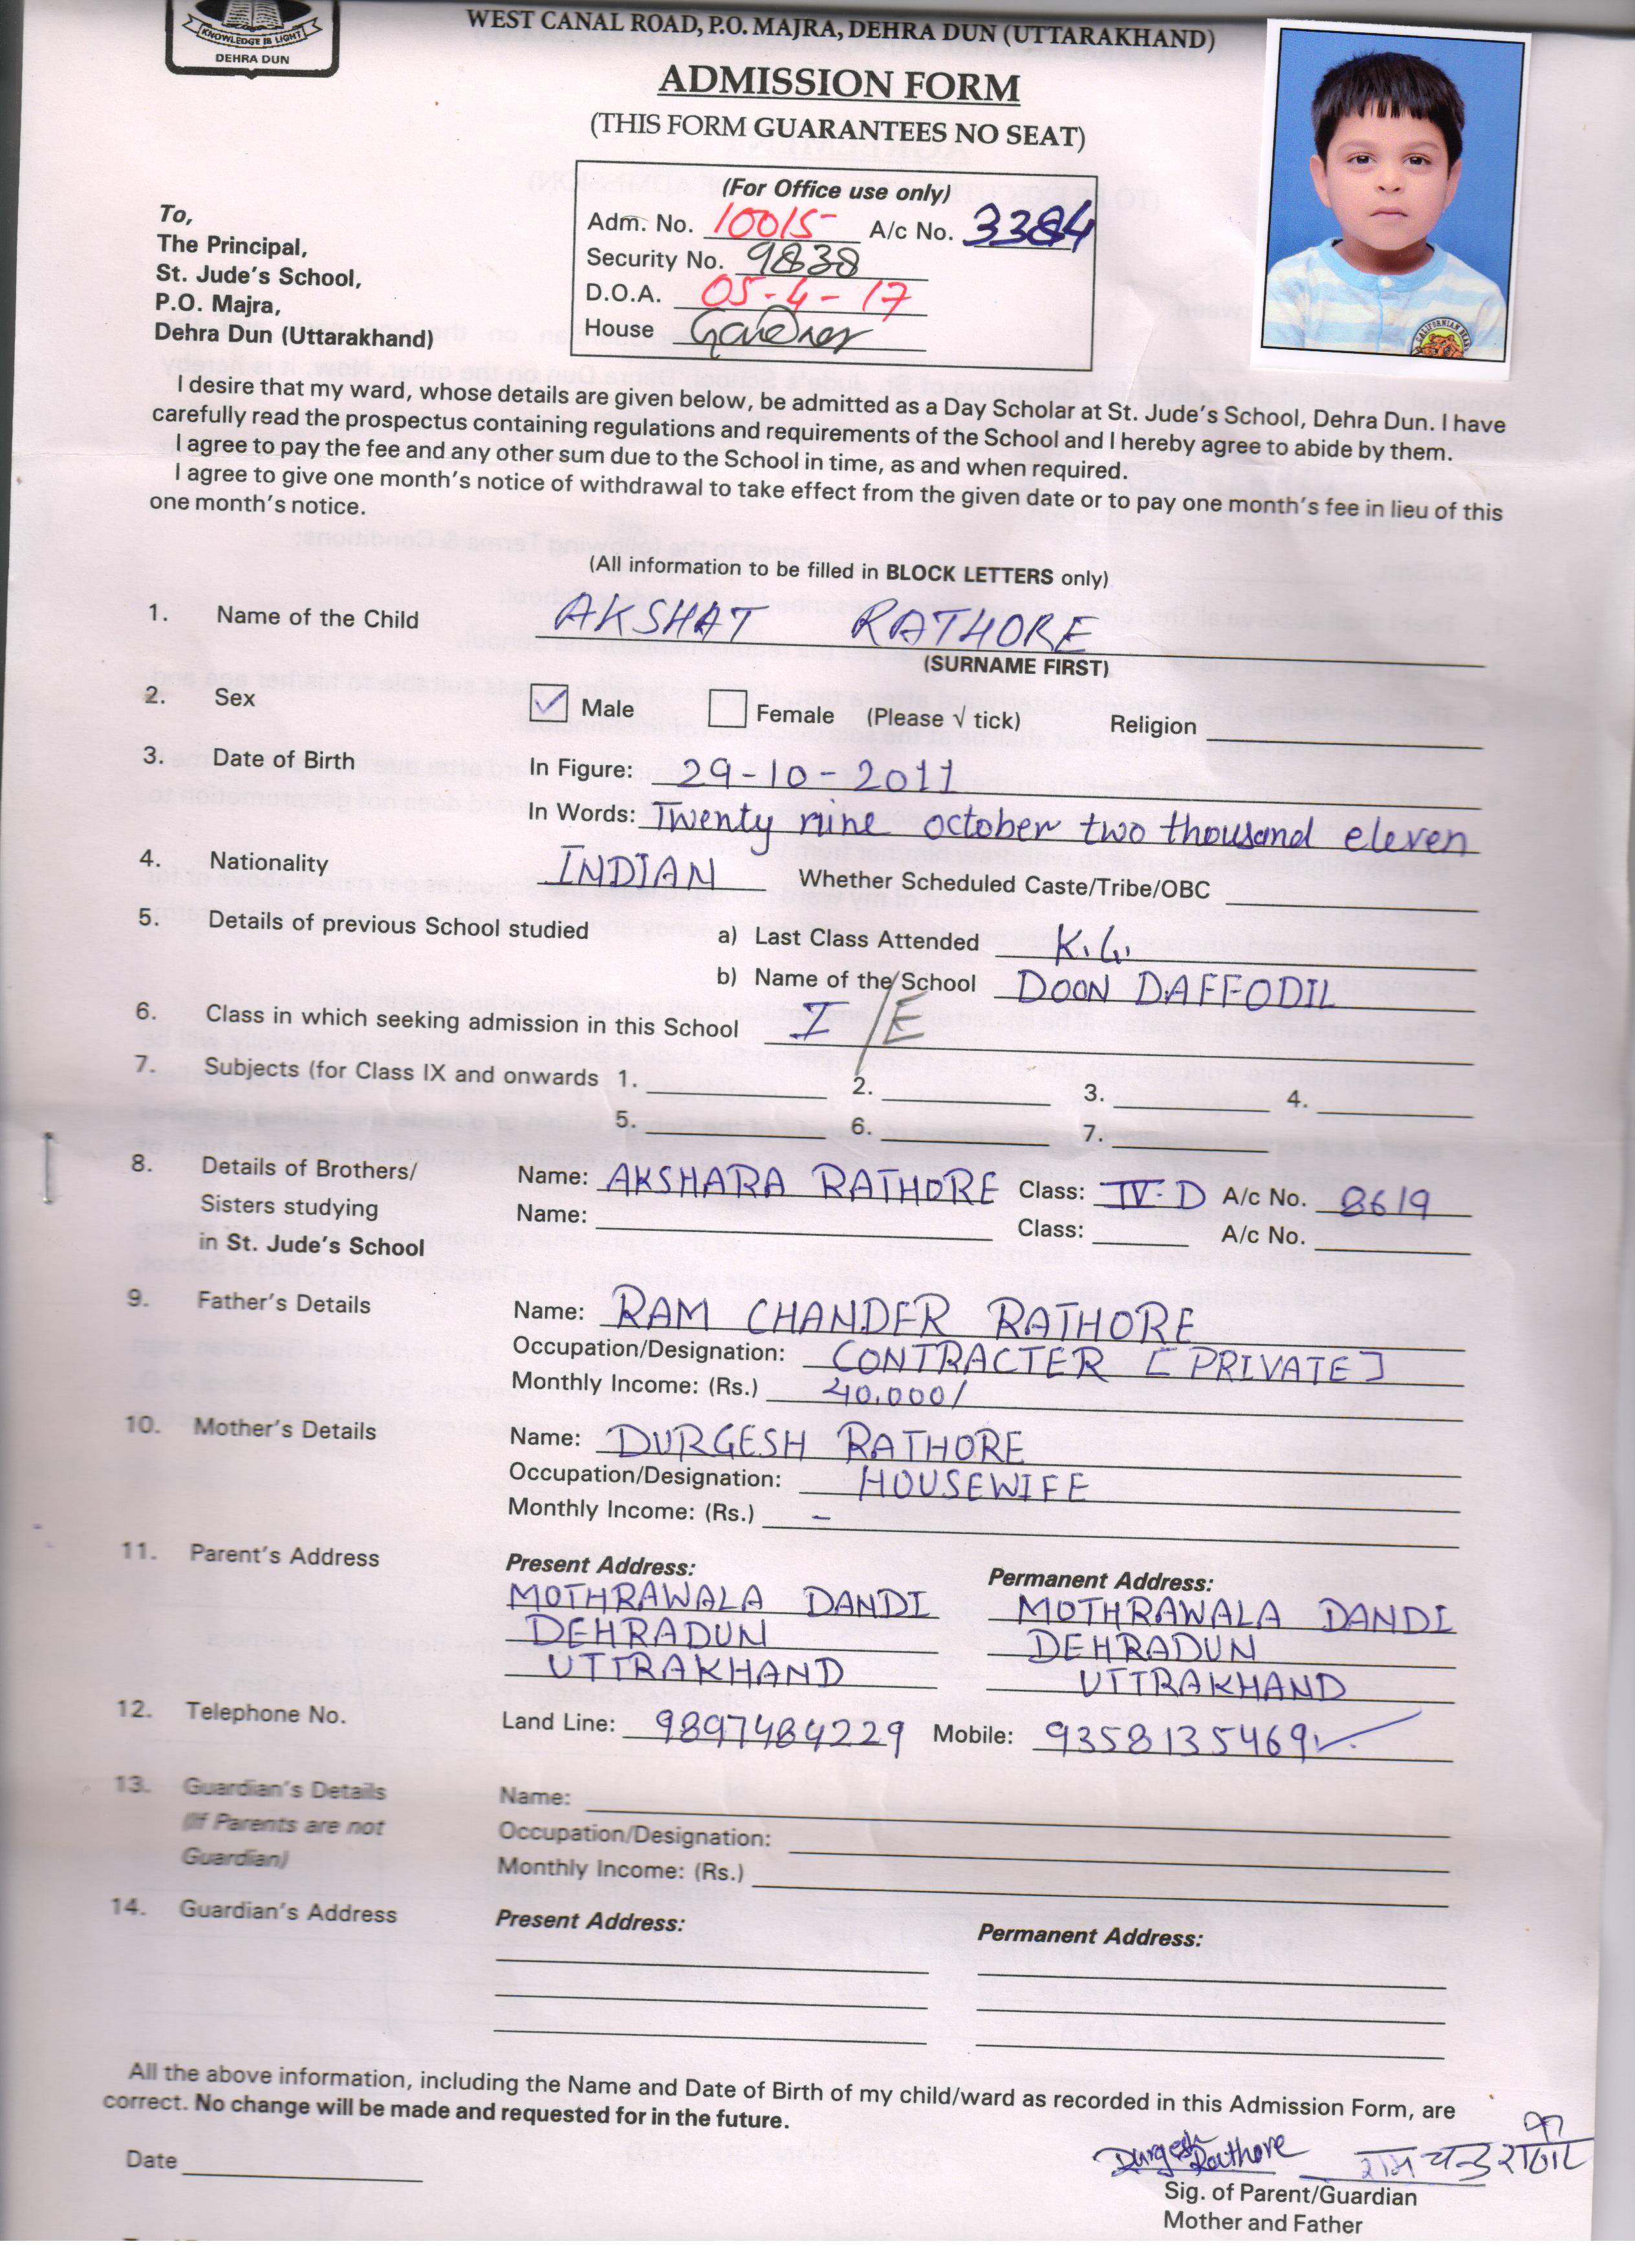 KNOWLEDGE IS LIGHT
DEHRA DUN
WEST CANAL ROAD, P.O. MAJRA, DEHRA DUN (UTTARAKHAND)
ADMISSION FORM
(THIS FORM GUARANTEES NO SEAT)
(For Office use only)
Adm. No. 10015 A/c No. 3384
Security No. 9838
D.O.A. 05-4-17
House Gardner
To,
The Principal,
St. Jude's School,
P.O. Majra,
Dehra Dun (Uttarakhand)
CALIFORNIAN BEAR
I desire that my ward, whose details are given below, be admitted as a Day Scholar at St. Jude's School, Dehra Dun. I have
carefully read the prospectus containing regulations and requirements of the School and I hereby agree to abide by them.
I agree to pay the fee and any other sum due to the School in time, as and when required.
I agree to give one month's notice of withdrawal to take effect from the given date or to pay one month's fee in lieu of this
one month's notice.
(All information to be filled in BLOCK LETTERS only)
1. Name of the Child AKSHAT RATHORE
(SURNAME FIRST)
2. Sex ✓ Male Female (Please √ tick) Religion
3. Date of Birth In Figure: 29-10-2011
In Words: Twenty nine october two thousand eleven
4. Nationality INDIAN Whether Scheduled Caste/Tribe/OBC
5. Details of previous School studied a) Last Class Attended K.G.
b) Name of the School DOON DAFFODIL
6. Class in which seeking admission in this School I/E
7. Subjects (for Class IX and onwards 1. 2. 3. 4.
5. 6. 7.
8. Details of Brothers/ Name: AKSHARA RATHORE Class: IV-D A/c No. 8619
Sisters studying Name: Class: A/c No.
in St. Jude's School
9. Father's Details Name: RAM CHANDER RATHORE
Occupation/Designation: CONTRACTER [PRIVATE]
Monthly Income: (Rs.) 40.000/
10. Mother's Details Name: DURGESH RATHORE
Occupation/Designation: HOUSEWIFE
Monthly Income: (Rs.) –
11. Parent's Address Present Address: Permanent Address:
MOTHRAWALA DANDI MOTHRAWALA DANDI
DEHRADUN DEHRADUN
UTTRAKHAND UTTRAKHAND
12. Telephone No. Land Line: 9897484229 Mobile: 9358135469
13. Guardian's Details Name:
(If Parents are not Occupation/Designation:
Guardian) Monthly Income: (Rs.)
14. Guardian's Address Present Address: Permanent Address:
All the above information, including the Name and Date of Birth of my child/ward as recorded in this Admission Form, are
correct. No change will be made and requested for in the future.
Date Durgesh Rathore
Sig. of Parent/Guardian
Mother and Father